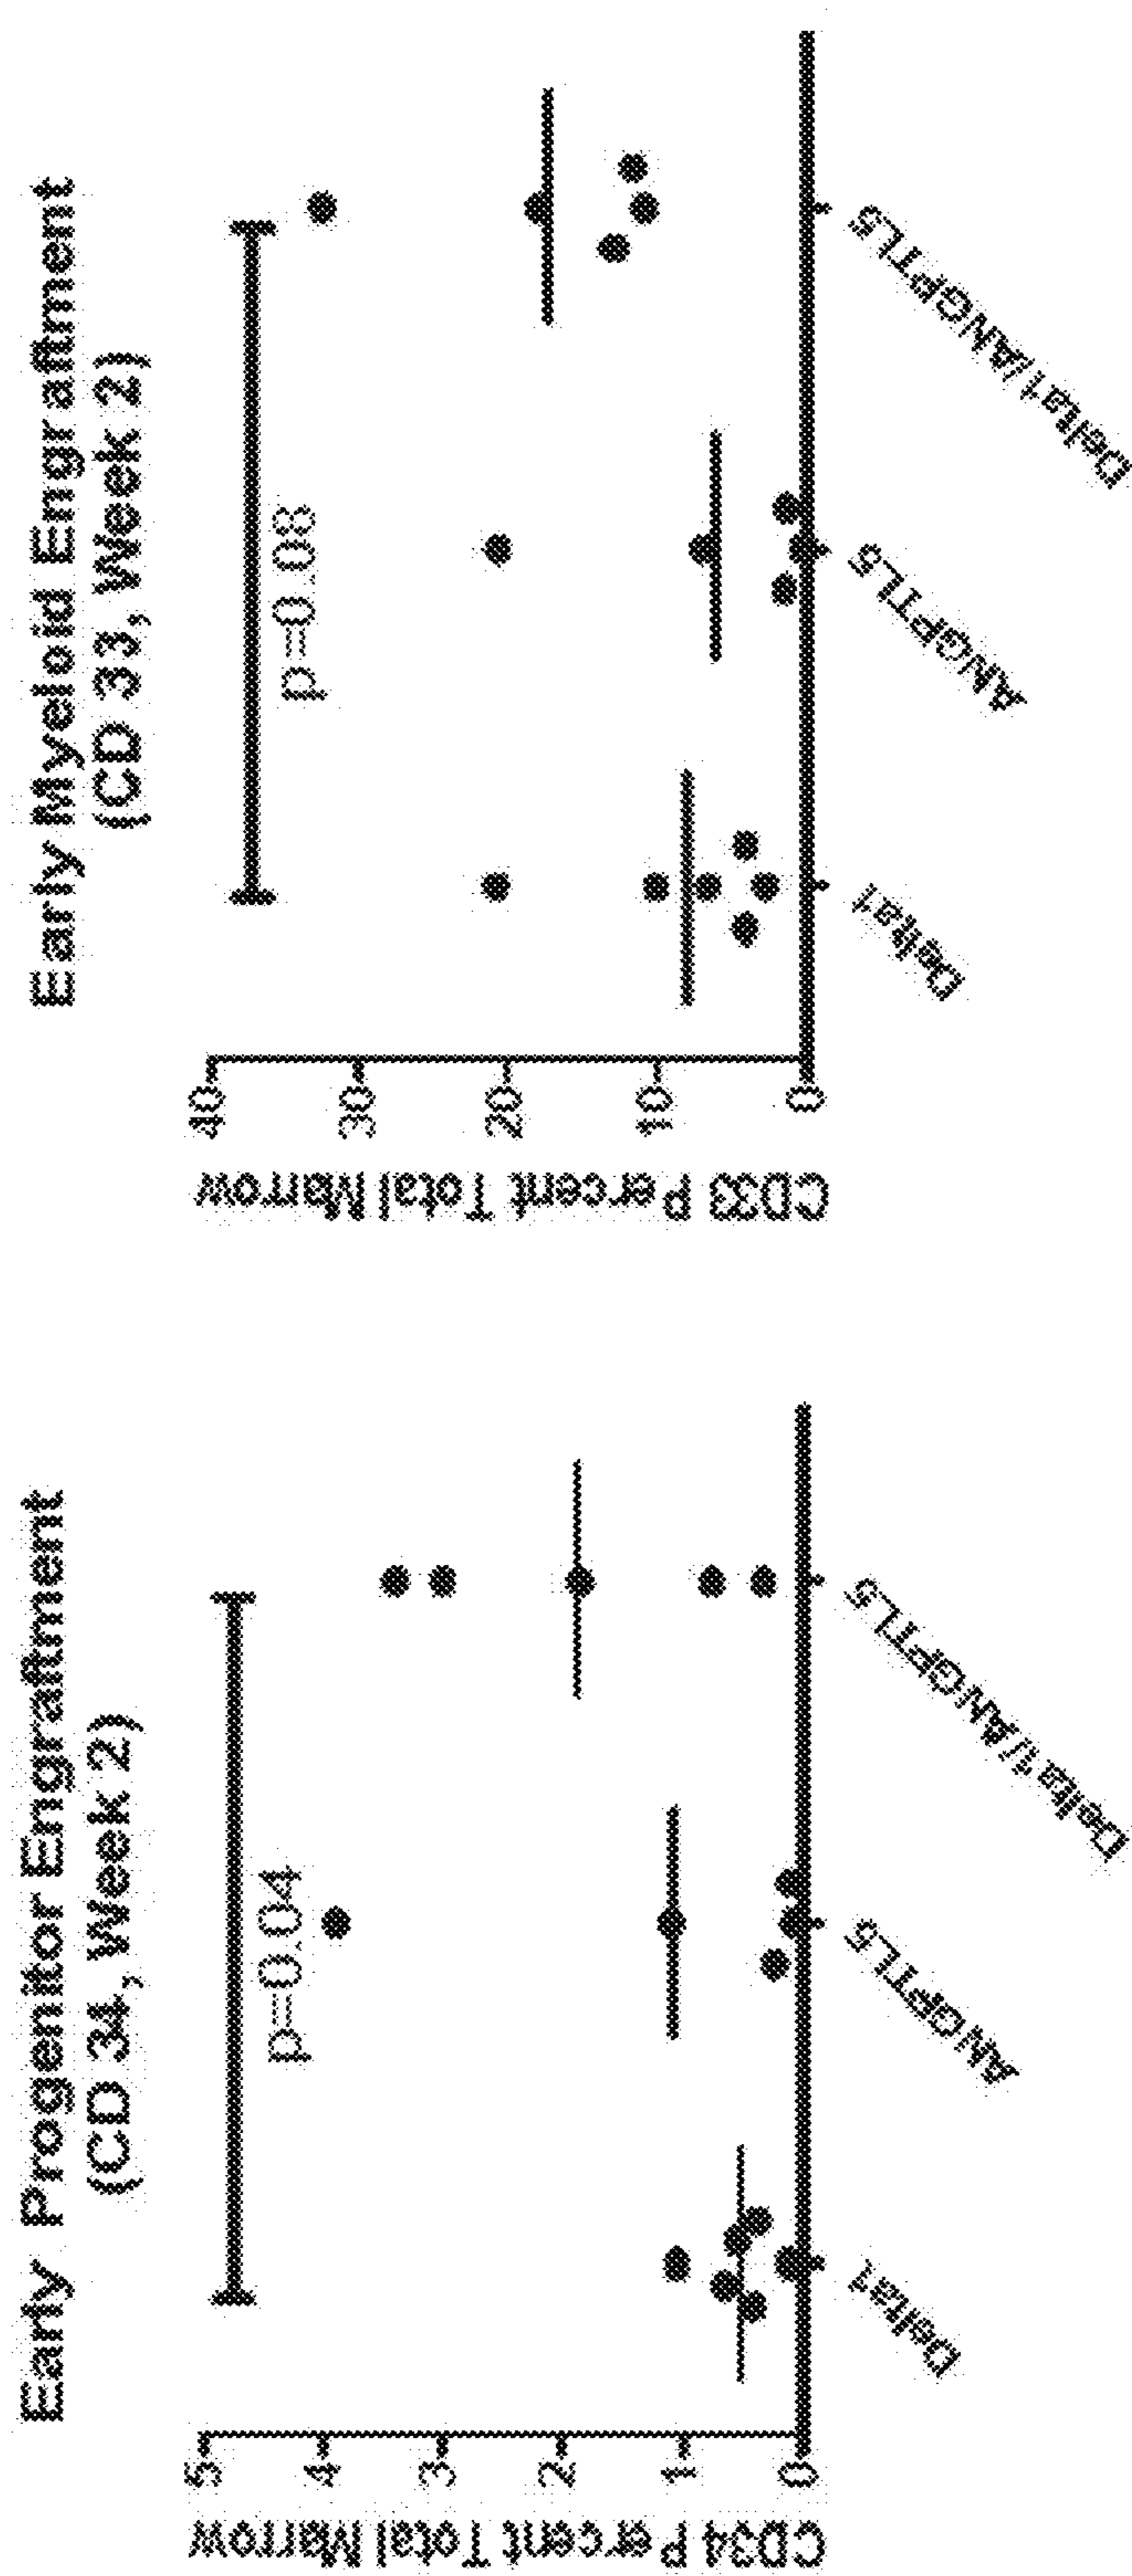 Early Progenitor Engraftment
(CD 34, Week 2)
p=0.04
CD34 Percent Total Marrow
5
4
3
2
1
0
Delta1
ANGPTL5
Delta1/ANGPTL5
Early Myeloid Engraftment
(CD 33, Week 2)
p=0.08
CD33 Percent Total Marrow
40
30
20
10
0
Delta1
ANGPTL5
Delta1/ANGPTL5